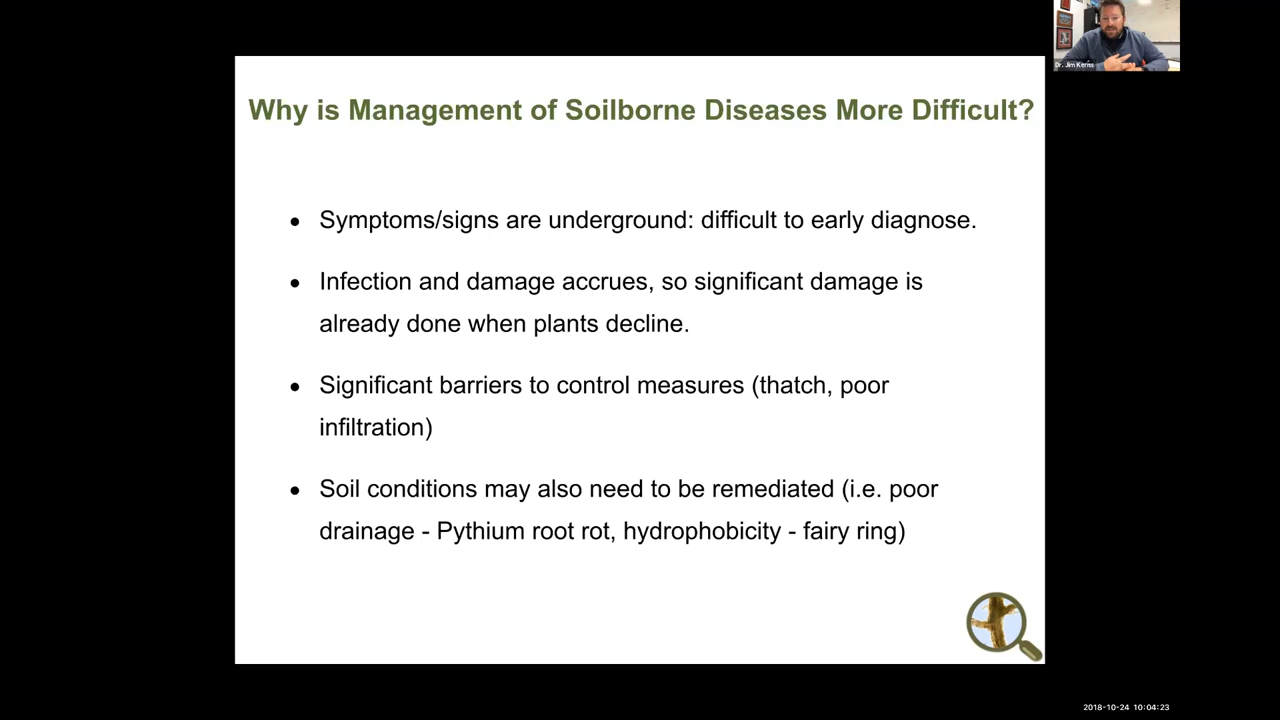 Dr. Jim Kerns
Why is Management of Soilborne Diseases More Difficult?
• Symptoms/signs are underground: difficult to early diagnose.
• Infection and damage accrues, so significant damage is
already done when plants decline.
• Significant barriers to control measures (thatch, poor
infiltration)
• Soil conditions may also need to be remediated (i.e. poor
drainage - Pythium root rot, hydrophobicity - fairy ring)
2018-10-24 10:04:23